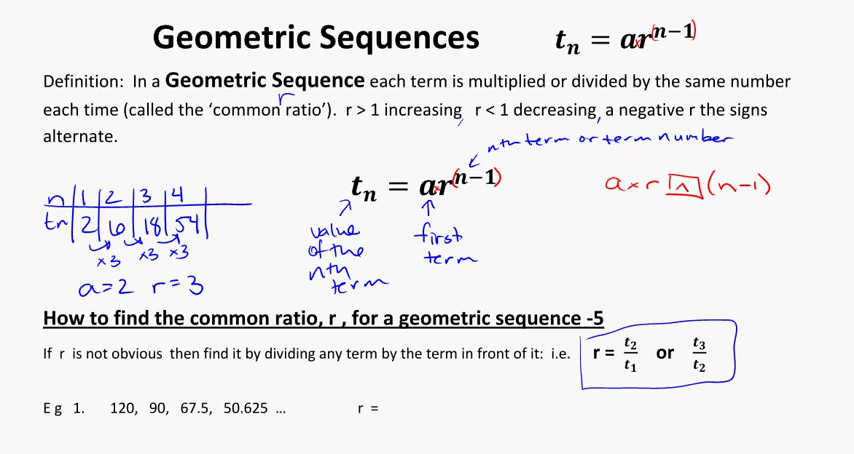 Geometric Sequences tₙ = ar⁽ⁿ⁻¹⁾
Definition: In a Geometric Sequence each term is multiplied or divided by the same number
each time (called the 'common ratio'). r > 1 increasing, r < 1 decreasing, a negative r the signs
r
alternate.
nth term or term number
tₙ = ar⁽ⁿ⁻¹⁾
a × r ^ (n-1)
n | 1 | 2 | 3 | 4 |
tn | 2 | 6 | 18 | 54 |
×3 ×3 ×3
a=2 r=3
value
of the
nth
term
first
term
How to find the common ratio, r , for a geometric sequence -5
If r is not obvious then find it by dividing any term by the term in front of it: i.e. r = t₂/t₁ or t₃/t₂
E g 1. 120, 90, 67.5, 50.625 ... r =